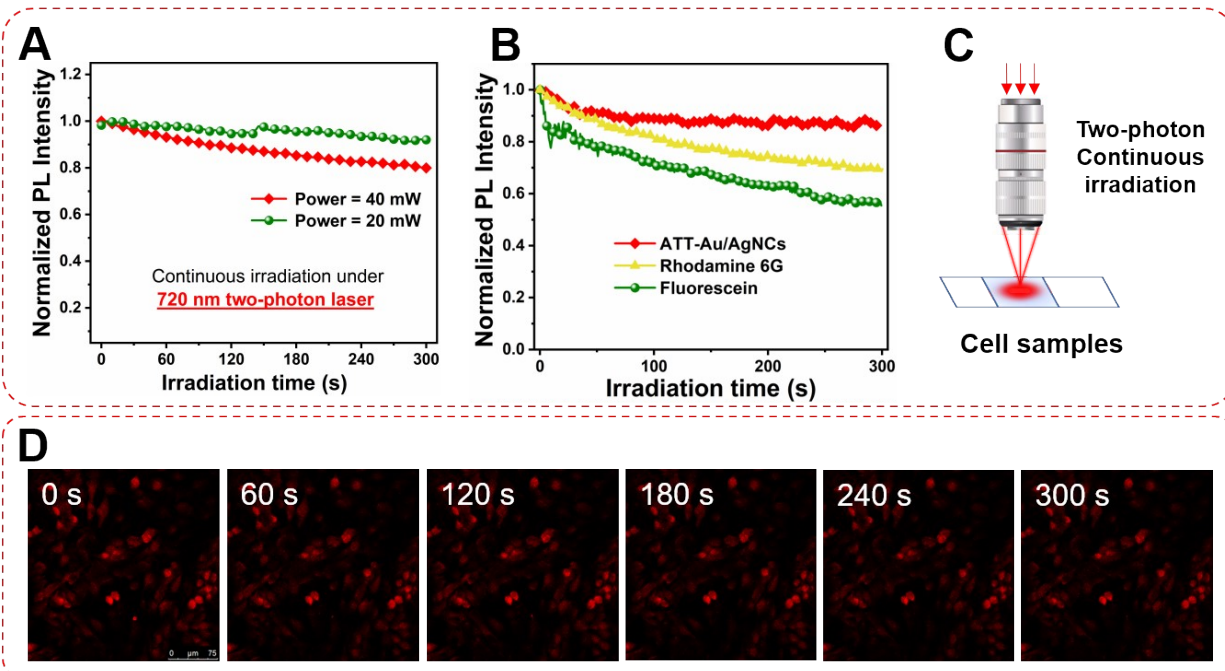 A
Normalized PL Intensity
1.2
1.0
0.8
0.6
0.4
0.2
Power = 40 mW
Power = 20 mW
Continuous irradiation under
720 nm two-photon laser
0
60
120
180
240
300
Irradiation time (s)
B
Normalized PL Intensity
1.0
0.8
0.6
0.4
0.2
0.0
ATT-Au/AgNCs
Rhodamine 6G
Fluorescein
0
100
200
300
Irradiation time (s)
C
Two-photon
Continuous
irradiation
Cell samples
D
0 s
60 s
120 s
180 s
240 s
300 s
0 µm 75